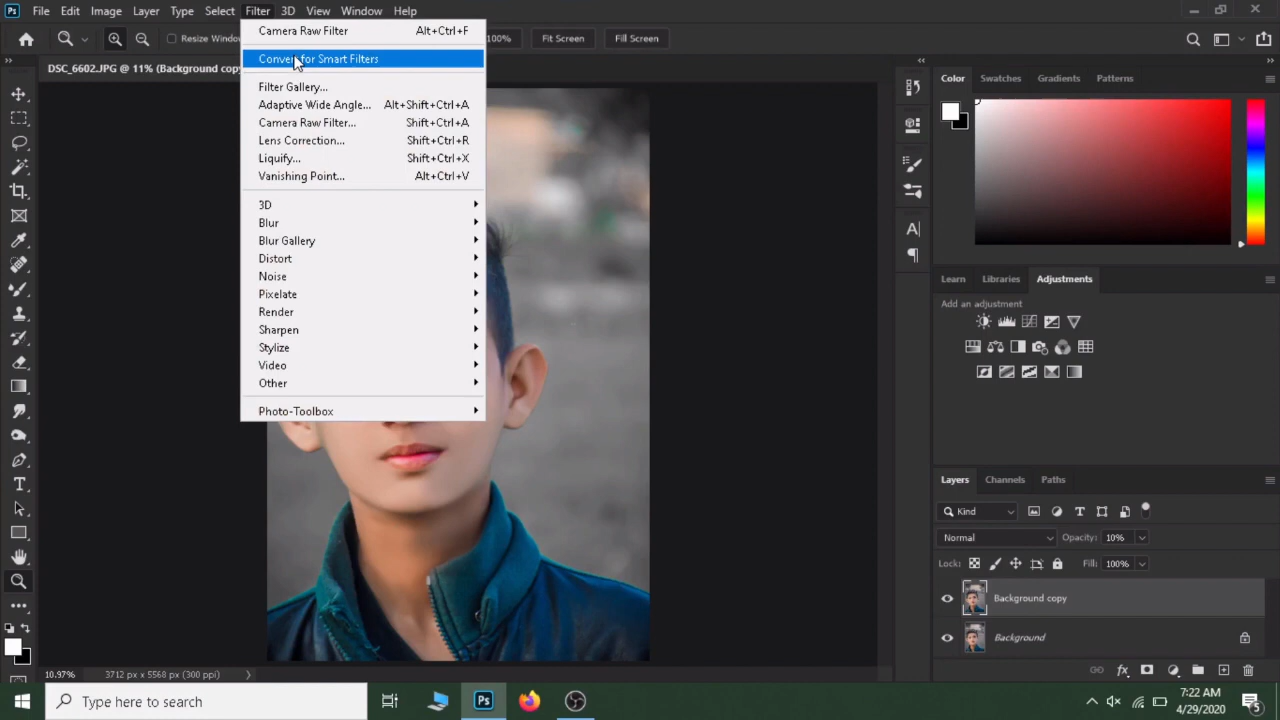 Ps File Edit Image Layer Type Select Filter 3D View Window Help
Resize Window 100% Fit Screen Fill Screen
DSC_6602.JPG @ 11% (Background copy
Camera Raw Filter Alt+Ctrl+F
Convert for Smart Filters
Filter Gallery...
Adaptive Wide Angle... Alt+Shift+Ctrl+A
Camera Raw Filter... Shift+Ctrl+A
Lens Correction... Shift+Ctrl+R
Liquify... Shift+Ctrl+X
Vanishing Point... Alt+Ctrl+V
3D
Blur
Blur Gallery
Distort
Noise
Pixelate
Render
Sharpen
Stylize
Video
Other
Photo-Toolbox
Color Swatches Gradients Patterns
Learn Libraries Adjustments
Add an adjustment
Layers Channels Paths
Kind
Normal Opacity: 10%
Lock: Fill: 100%
Background copy
Background
10.97% 3712 px x 5568 px (300 ppi)
Type here to search
Ps
7:22 AM
4/29/2020
5